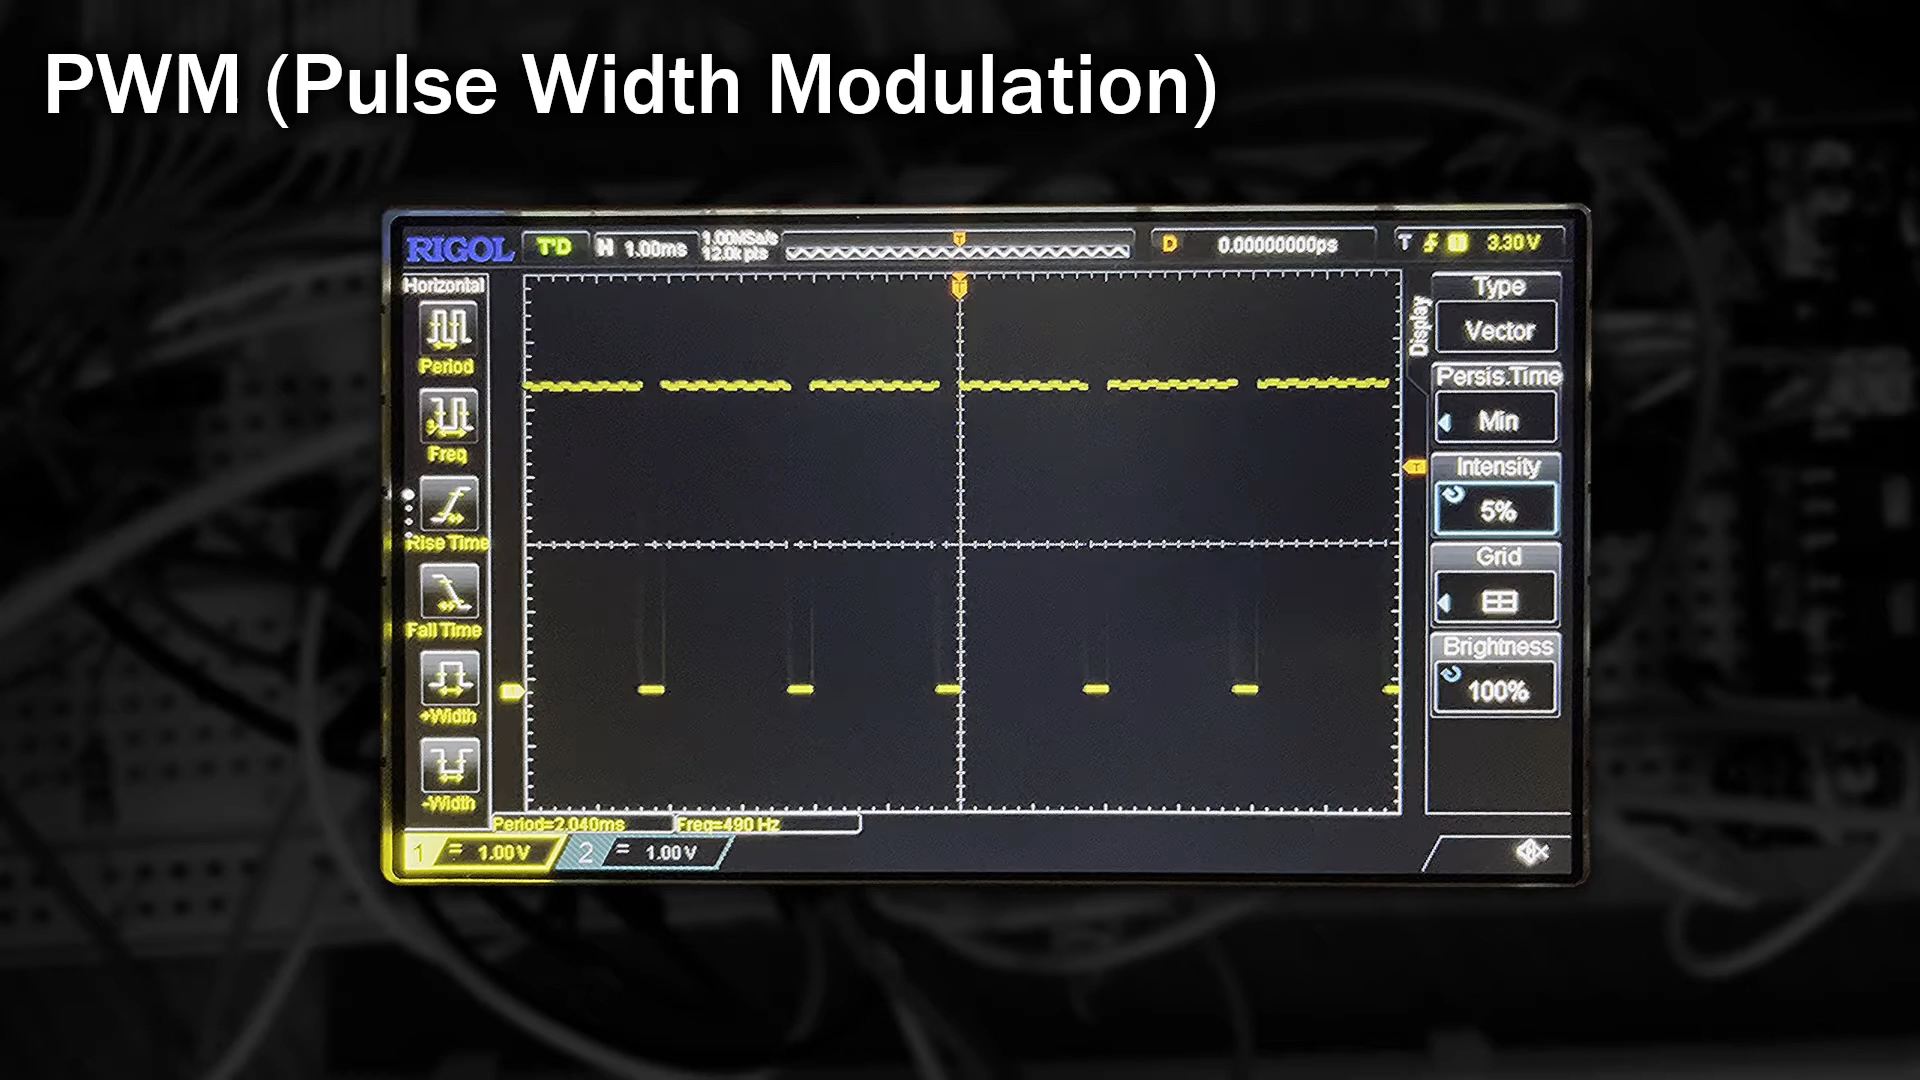 PWM (Pulse Width Modulation)
RIGOL T'D H 1.00ms 1.00MSa/s 12.0k pts D 0.00000000ps T 1 3.30V
Horizontal
Period
Freq
Rise Time
Fall Time
+Width
-Width
T
T
Display
Type
Vector
Persis.Time
Min
Intensity
5%
Grid
Brightness
100%
Period=2.040ms Freq=490 Hz
1 = 1.00V 2 = 1.00V